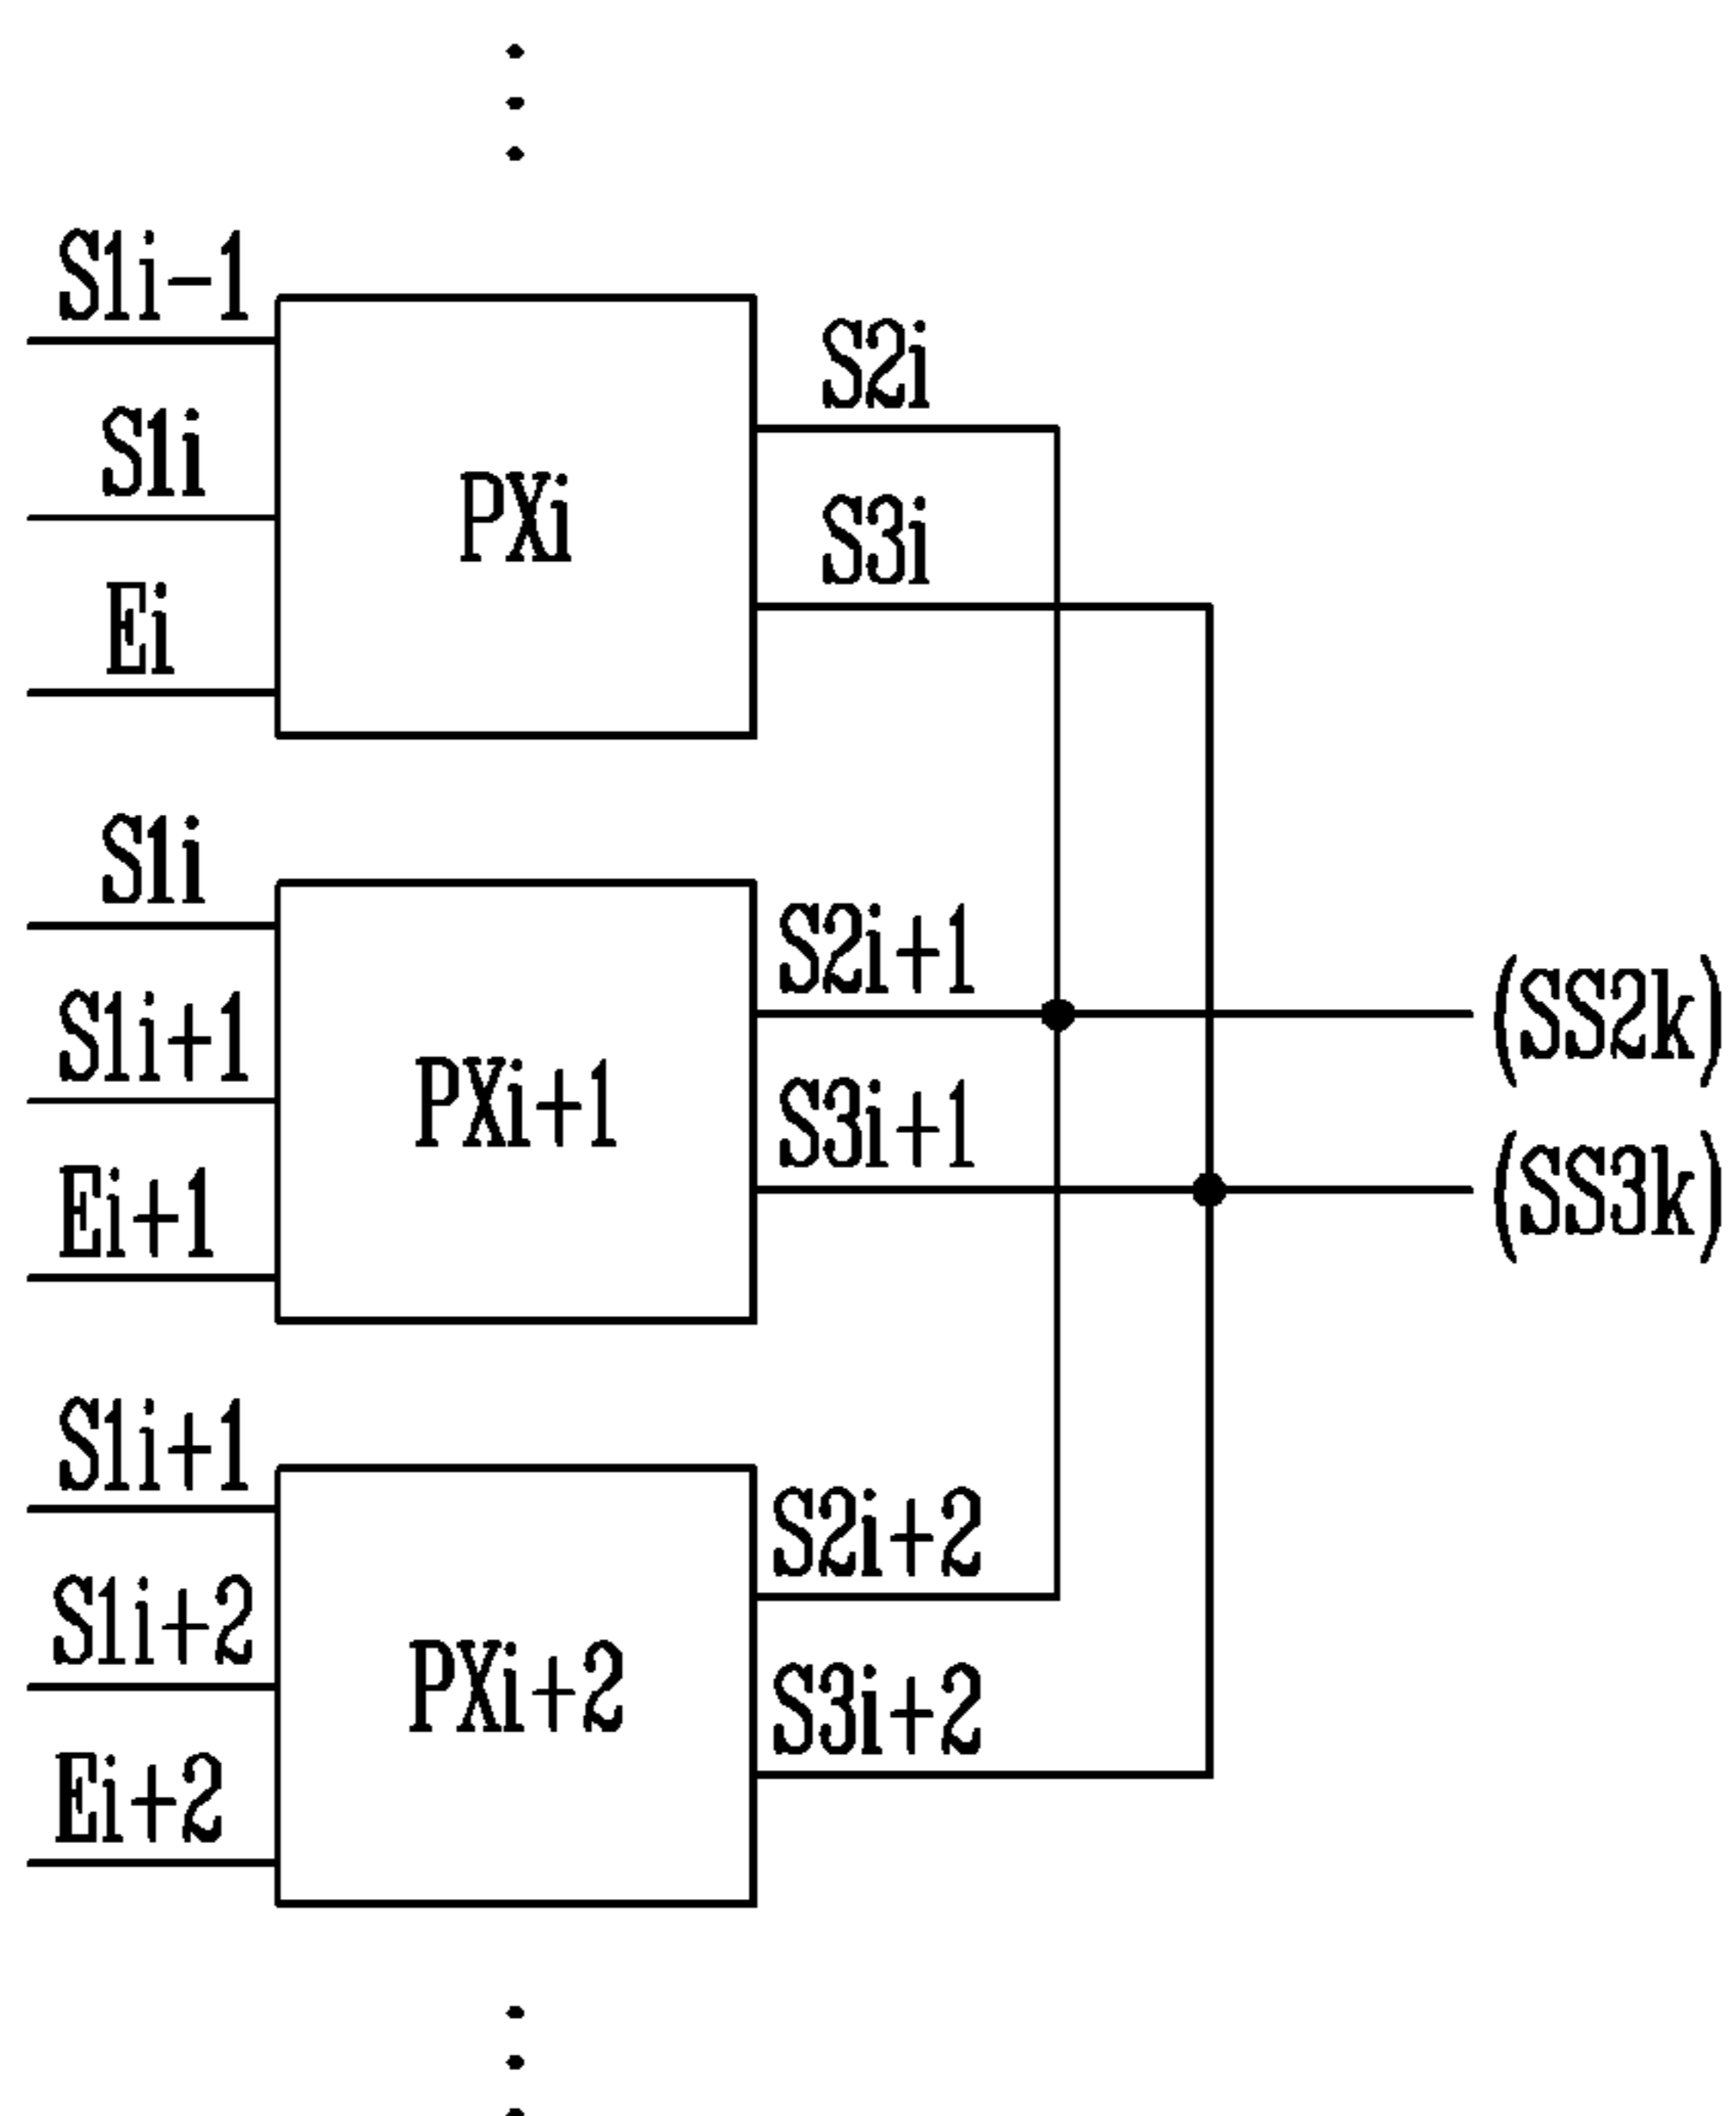 S1i-1
S2i
S1i
PXi
S3i
Ei
S1i
S2i+1
(SS2k)
S1i+1
PXi+1
S3i+1
(SS3k)
Ei+1
S1i+1
S2i+2
S1i+2
PXi+2
S3i+2
Ei+2